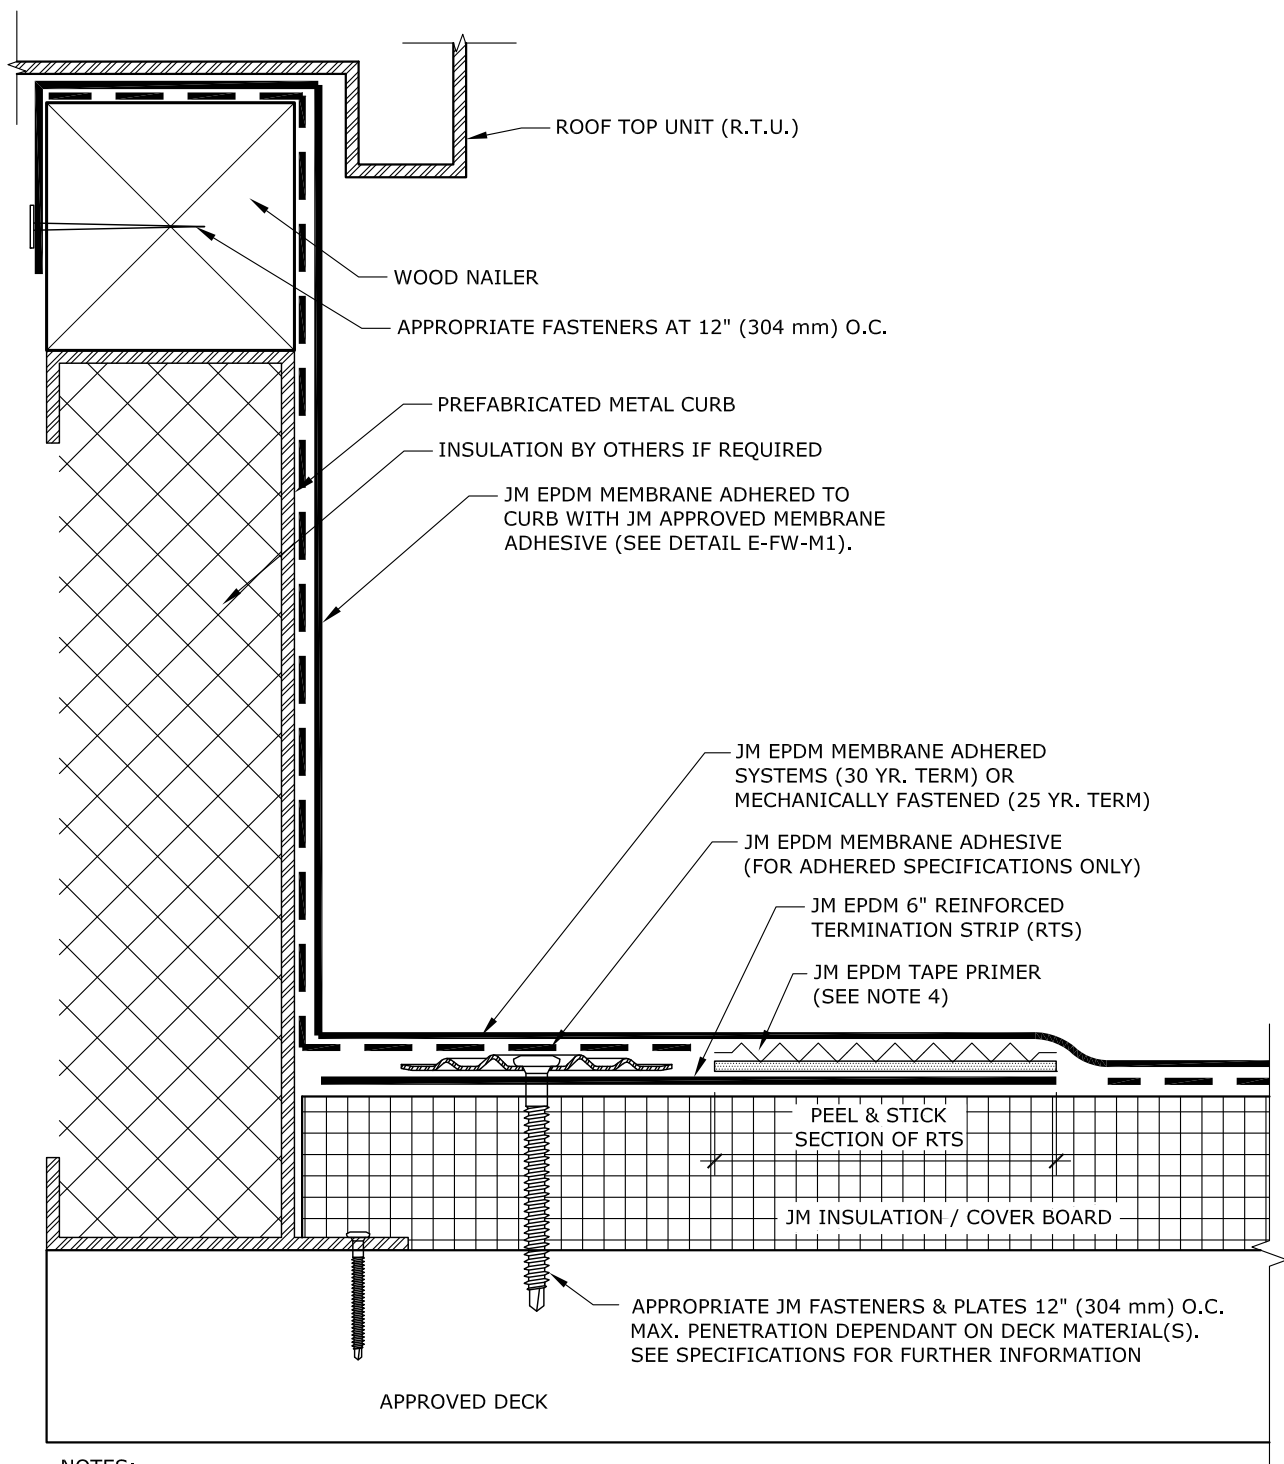 ROOF TOP UNIT (R.T.U.)
WOOD NAILER
APPROPRIATE FASTENERS AT 12" (304 mm) O.C.
PREFABRICATED METAL CURB
INSULATION BY OTHERS IF REQUIRED
JM EPDM MEMBRANE ADHERED TO
CURB WITH JM APPROVED MEMBRANE
ADHESIVE (SEE DETAIL E-FW-M1).
JM EPDM MEMBRANE ADHERED
SYSTEMS (30 YR. TERM) OR
MECHANICALLY FASTENED (25 YR. TERM)
JM EPDM MEMBRANE ADHESIVE
(FOR ADHERED SPECIFICATIONS ONLY)
JM EPDM 6" REINFORCED
TERMINATION STRIP (RTS)
JM EPDM TAPE PRIMER
(SEE NOTE 4)
PEEL & STICK
SECTION OF RTS
JM INSULATION / COVER BOARD
APPROPRIATE JM FASTENERS & PLATES 12" (304 mm) O.C.
MAX. PENETRATION DEPENDANT ON DECK MATERIAL(S).
SEE SPECIFICATIONS FOR FURTHER INFORMATION
APPROVED DECK
NOTES: